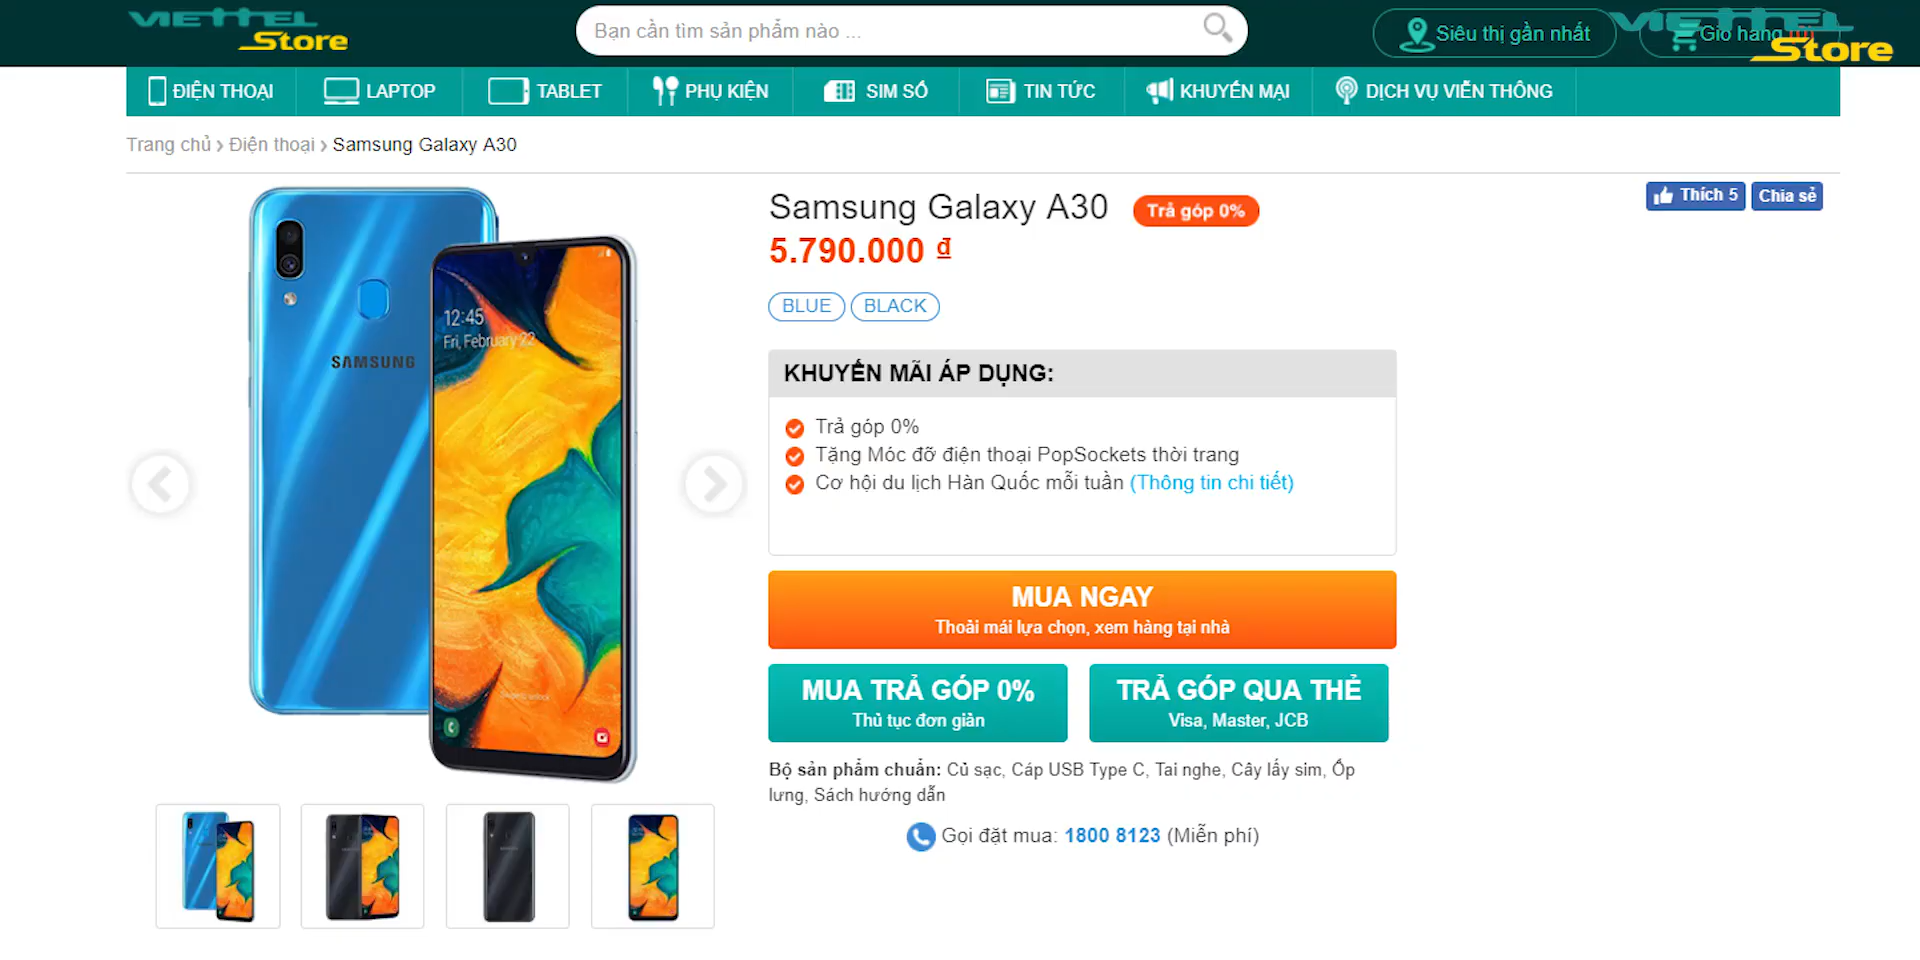 VIETTEL
Store
Bạn cần tìm sản phẩm nào ...
Siêu thị gần nhất
Giỏ hàng
VIETTEL
Store
ĐIỆN THOẠI
LAPTOP
TABLET
PHỤ KIỆN
SIM SỐ
TIN TỨC
KHUYẾN MẠI
DỊCH VỤ VIỄN THÔNG
Trang chủ › Điện thoại › Samsung Galaxy A30
Samsung Galaxy A30
Trả góp 0%
Thích 5
Chia sẻ
5.790.000 ₫
BLUE
BLACK
12:45
Fri, February 22
SAMSUNG
KHUYẾN MÃI ÁP DỤNG:
Trả góp 0%
Tặng Móc đỡ điện thoại PopSockets thời trang
Cơ hội du lịch Hàn Quốc mỗi tuần (Thông tin chi tiết)
MUA NGAY
Thoải mái lựa chọn, xem hàng tại nhà
MUA TRẢ GÓP 0%
Thủ tục đơn giản
TRẢ GÓP QUA THẺ
Visa, Master, JCB
Bộ sản phẩm chuẩn: Củ sạc, Cáp USB Type C, Tai nghe, Cây lấy sim, Ốp
lưng, Sách hướng dẫn
Gọi đặt mua: 1800 8123 (Miễn phí)